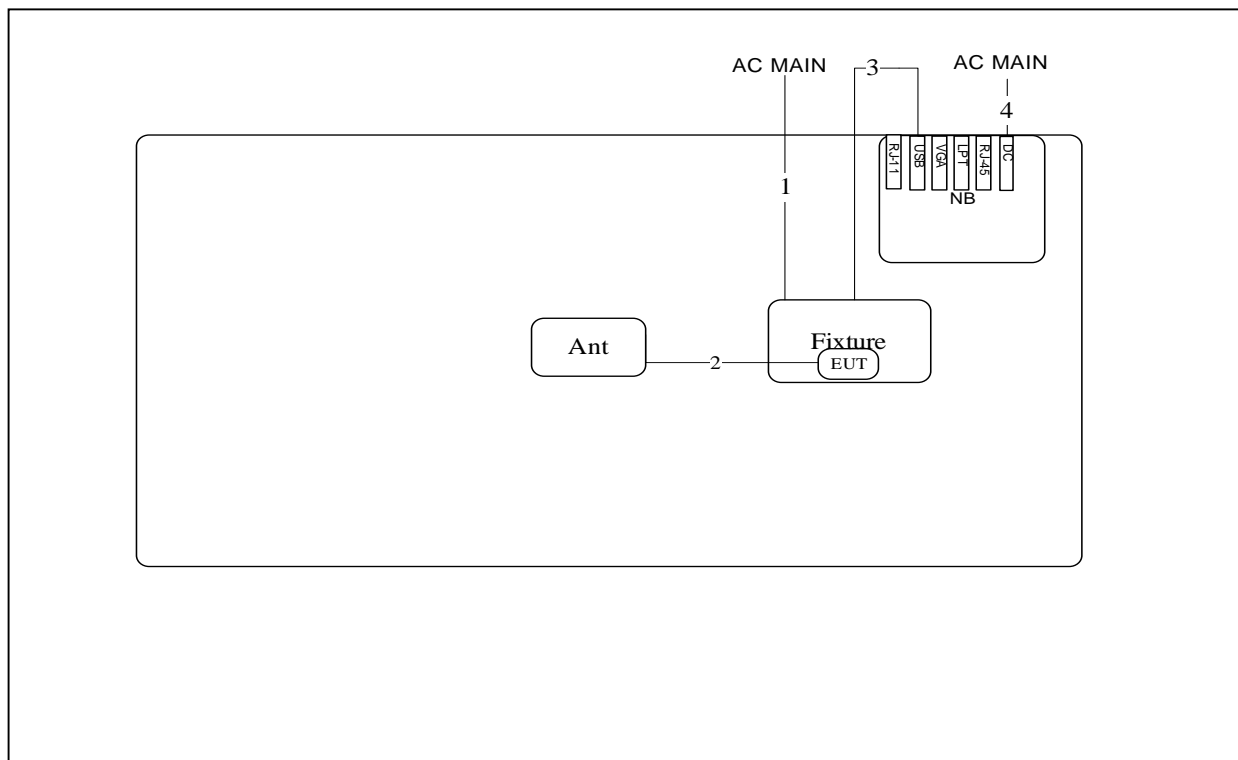 AC MAIN
3
AC MAIN
4
RJ-11
USB
VGA
LPT
RJ-45
DC
NB
1
Fixture
Ant
2
EUT